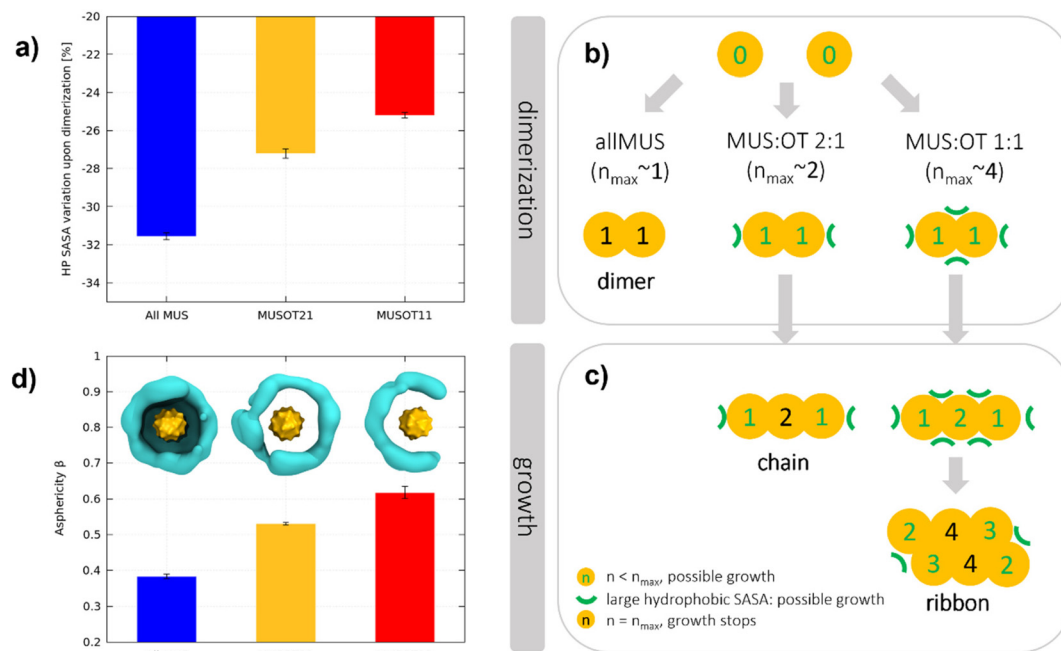 a)
HP SASA variation upon dimerization [%]
-20
-22
-24
-26
-28
-30
-32
-34
All MUS
MUSOT21
MUSOT11
dimerization
b)
0 0
allMUS
(nmax~1)
MUS:OT 2:1
(nmax~2)
MUS:OT 1:1
(nmax~4)
1 1
1 1
1 1
dimer
d)
Asphericity β
1
0.9
0.8
0.7
0.6
0.5
0.4
0.3
0.2
growth
c)
1 2 1
1 2 1
chain
2 4 3
3 4 2
ribbon
n n < nmax, possible growth
large hydrophobic SASA: possible growth
n n = nmax, growth stops